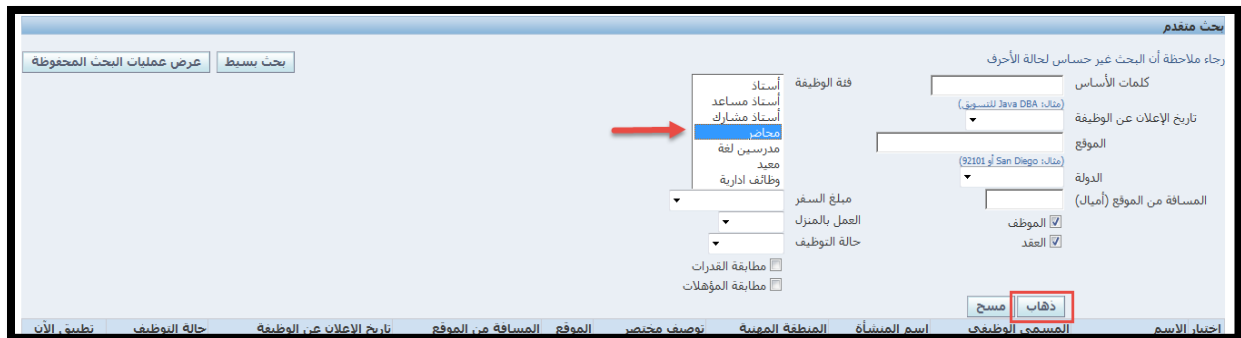 بحث متقدم
رجاء ملاحظة أن البحث غير حساس لحالة الأحرف
بحث بسيط
عرض عمليات البحث المحفوظة
كلمات الأساس
(مثال: Java DBA للتسويق)
تاريخ الإعلان عن الوظيفة
الموقع
(مثال: San Diego أو 92101)
الدولة
المسافة من الموقع (أميال)
الموظف
العقد
فئة الوظيفة
أستاذ
أستاذ مساعد
أستاذ مشارك
محاضر
مدرسين لغة
معيد
وظائف ادارية
مبلغ السفر
العمل بالمنزل
حالة التوظيف
مطابقة القدرات
مطابقة المؤهلات
ذهاب مسح
اختيار الاسم المسمى الوظيفي اسم المنشأة المنطقة المهنية توصيف مختصر الموقع المسافة من الموقع تاريخ الإعلان عن الوظيفة حالة التوظيف تطبيق الآن